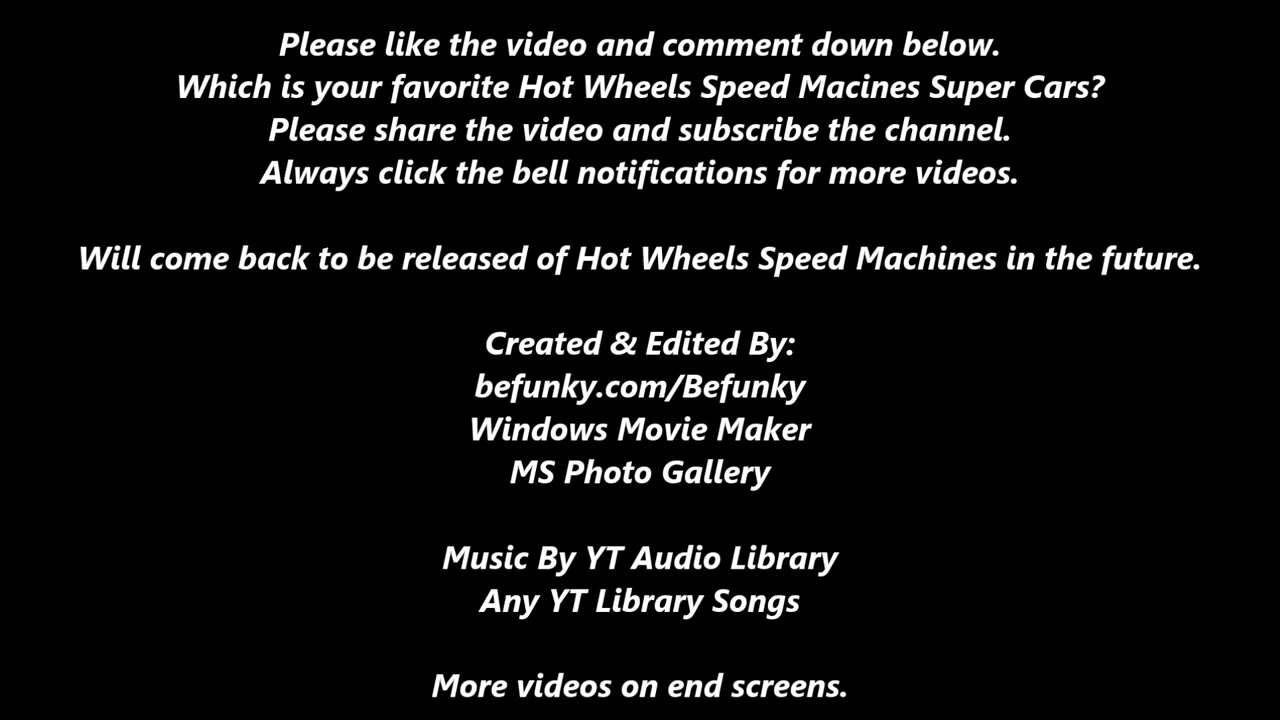 Please like the video and comment down below.
Which is your favorite Hot Wheels Speed Macines Super Cars?
Please share the video and subscribe the channel.
Always click the bell notifications for more videos.
Will come back to be released of Hot Wheels Speed Machines in the future.
Created & Edited By:
befunky.com/Befunky
Windows Movie Maker
MS Photo Gallery
Music By YT Audio Library
Any YT Library Songs
More videos on end screens.